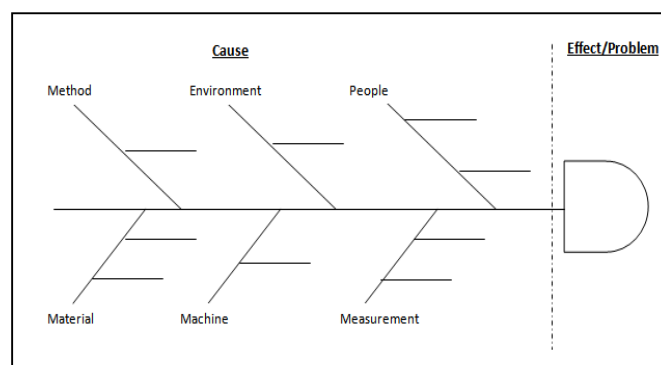 Cause
Effect/Problem
Method
Environment
People
Material
Machine
Measurement